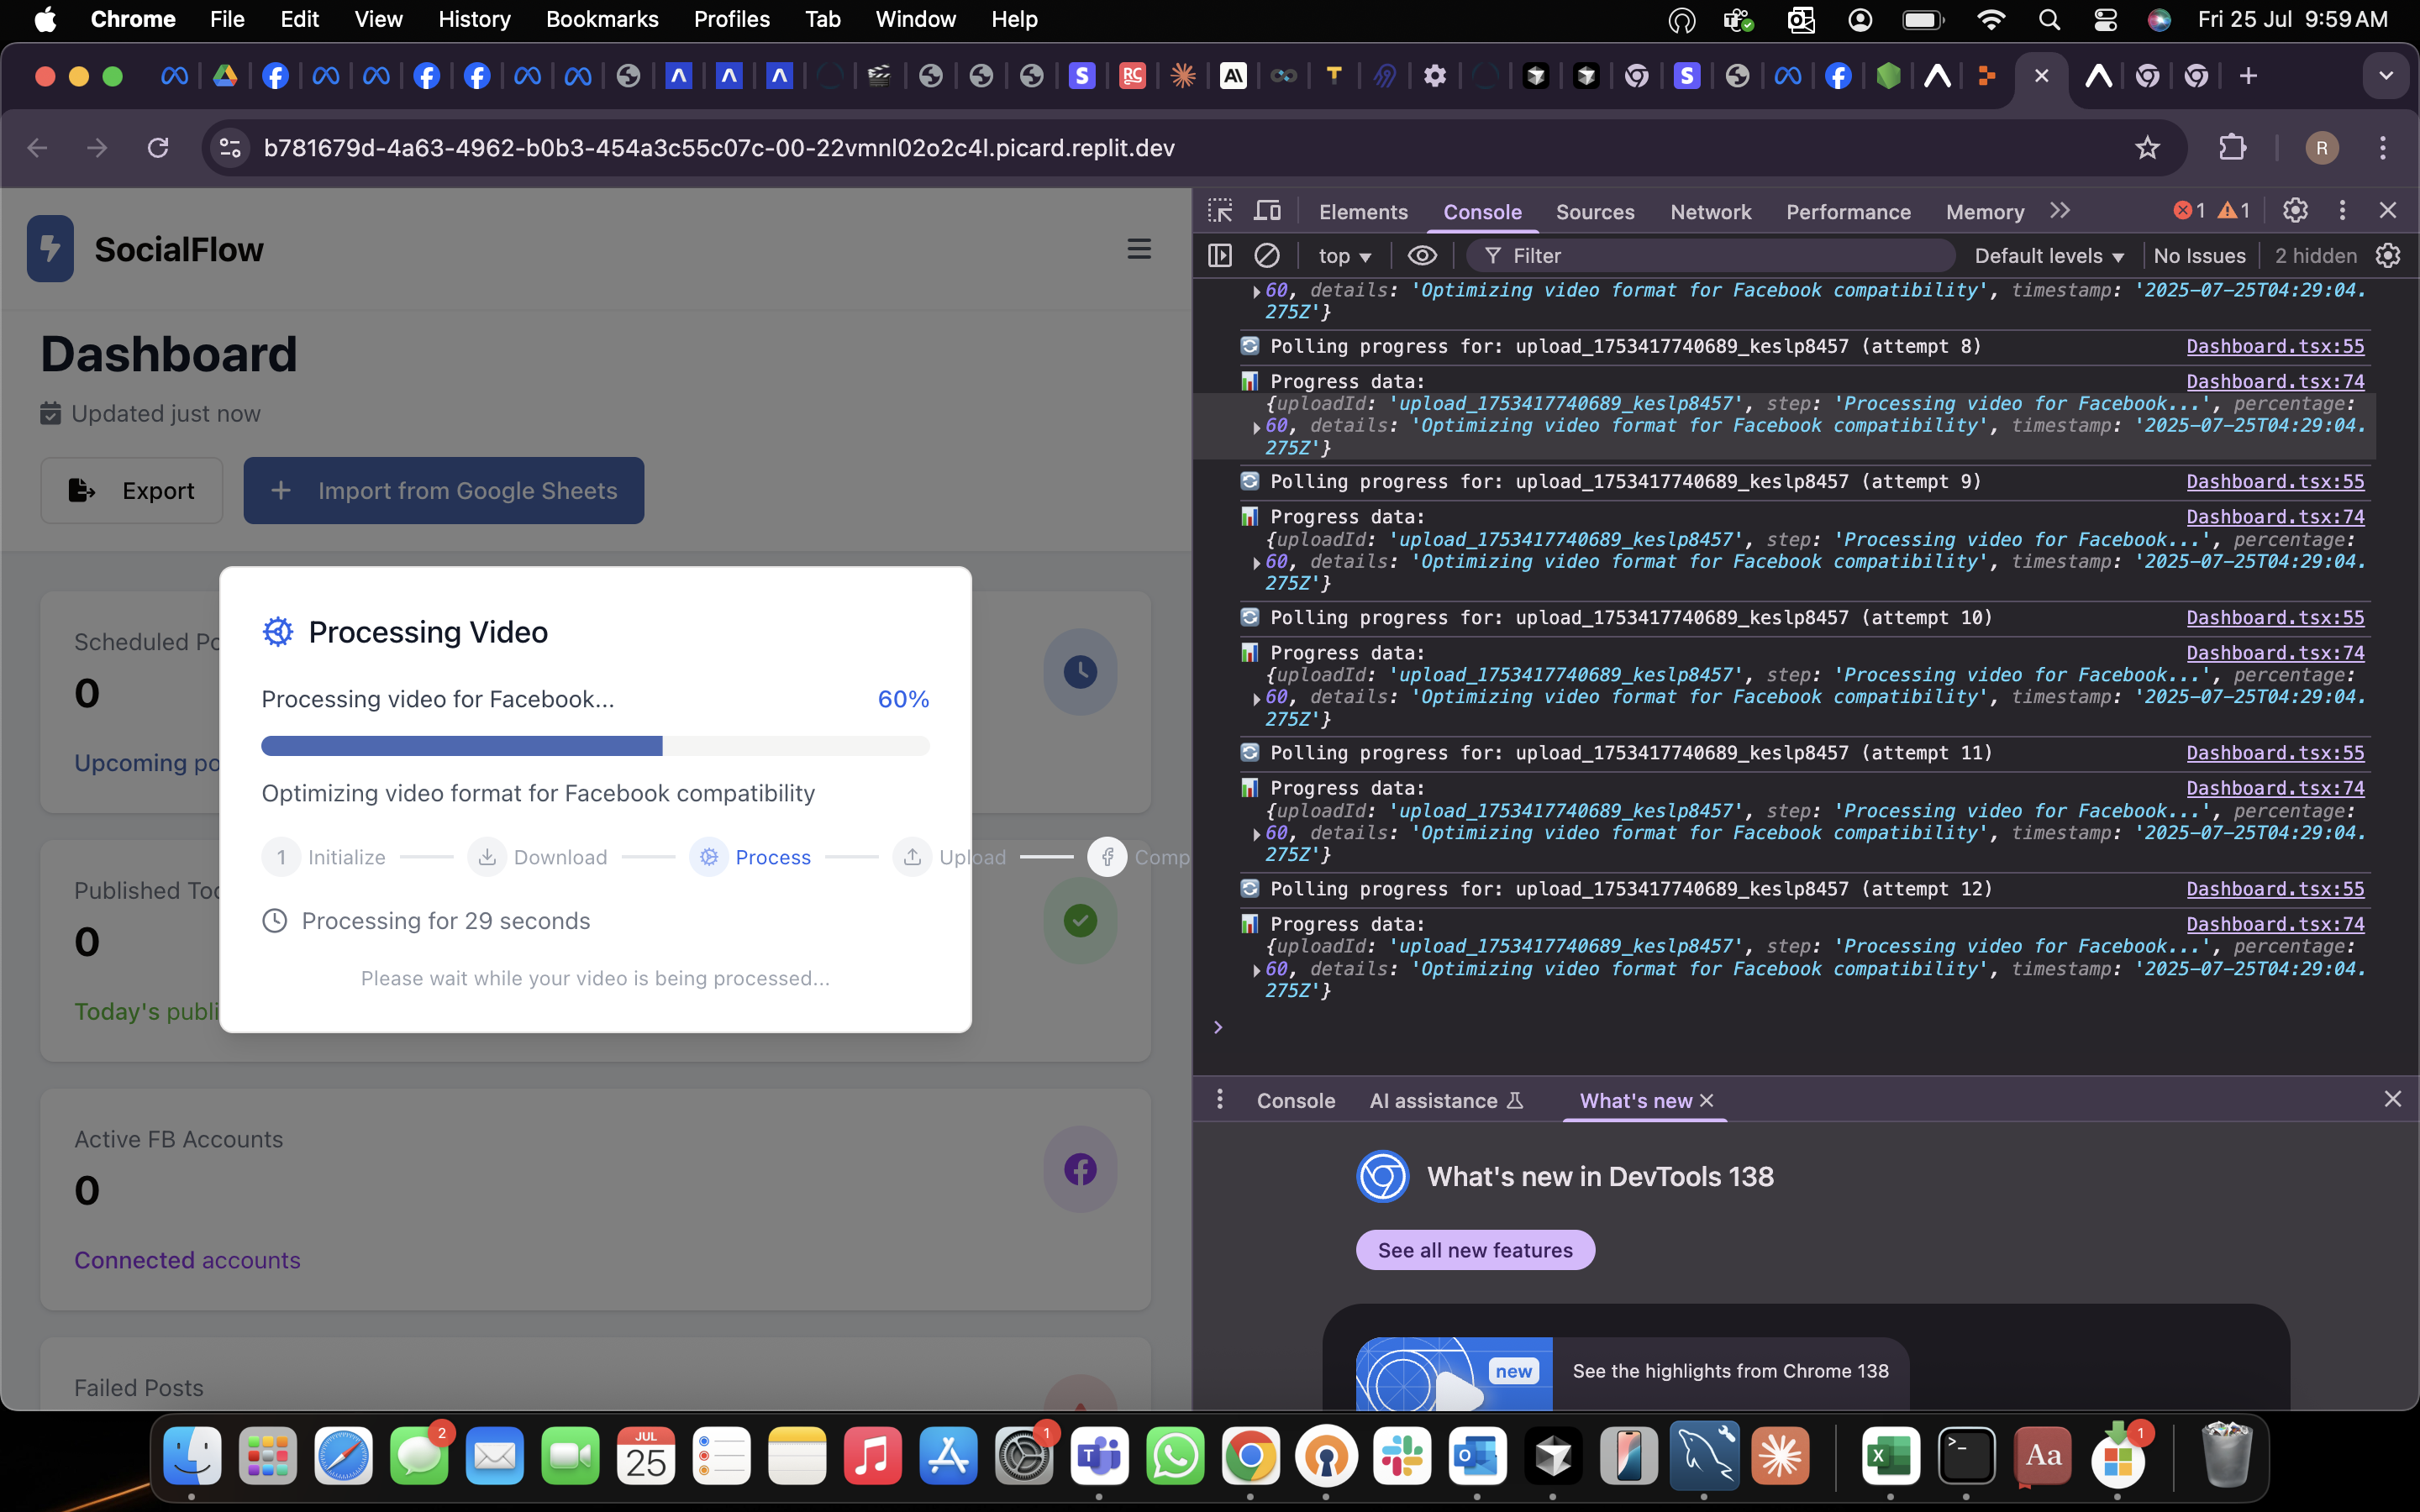 Chrome File Edit View History Bookmarks Profiles Tab Window Help Fri 25 Jul 9:59 AM
b781679d-4a63-4962-b0b3-454a3c55c07c-00-22vmnl02o2c4l.picard.replit.dev R
SocialFlow
Dashboard
Updated just now
Export + Import from Google Sheets
Scheduled Po
0
Upcoming po
Published Too
0
Today's publi
Active FB Accounts
0
Connected accounts
Failed Posts
Processing Video
Processing video for Facebook... 60%
Optimizing video format for Facebook compatibility
1 Initialize Download Process Upload Comp
Processing for 29 seconds
Please wait while your video is being processed...
Elements Console Sources Network Performance Memory 1 1
top Filter Default levels No Issues 2 hidden
60, details: 'Optimizing video format for Facebook compatibility', timestamp: '2025-07-25T04:29:04.
275Z'}
Polling progress for: upload_1753417740689_keslp8457 (attempt 8) Dashboard.tsx:55
Progress data: Dashboard.tsx:74
{uploadId: 'upload_1753417740689_keslp8457', step: 'Processing video for Facebook...', percentage:
60, details: 'Optimizing video format for Facebook compatibility', timestamp: '2025-07-25T04:29:04.
275Z'}
Polling progress for: upload_1753417740689_keslp8457 (attempt 9) Dashboard.tsx:55
Progress data: Dashboard.tsx:74
{uploadId: 'upload_1753417740689_keslp8457', step: 'Processing video for Facebook...', percentage:
60, details: 'Optimizing video format for Facebook compatibility', timestamp: '2025-07-25T04:29:04.
275Z'}
Polling progress for: upload_1753417740689_keslp8457 (attempt 10) Dashboard.tsx:55
Progress data: Dashboard.tsx:74
{uploadId: 'upload_1753417740689_keslp8457', step: 'Processing video for Facebook...', percentage:
60, details: 'Optimizing video format for Facebook compatibility', timestamp: '2025-07-25T04:29:04.
275Z'}
Polling progress for: upload_1753417740689_keslp8457 (attempt 11) Dashboard.tsx:55
Progress data: Dashboard.tsx:74
{uploadId: 'upload_1753417740689_keslp8457', step: 'Processing video for Facebook...', percentage:
60, details: 'Optimizing video format for Facebook compatibility', timestamp: '2025-07-25T04:29:04.
275Z'}
Polling progress for: upload_1753417740689_keslp8457 (attempt 12) Dashboard.tsx:55
Progress data: Dashboard.tsx:74
{uploadId: 'upload_1753417740689_keslp8457', step: 'Processing video for Facebook...', percentage:
60, details: 'Optimizing video format for Facebook compatibility', timestamp: '2025-07-25T04:29:04.
275Z'}
Console AI assistance What's new
What's new in DevTools 138
See all new features
new See the highlights from Chrome 138
2 JUL 25 1 Aa 1